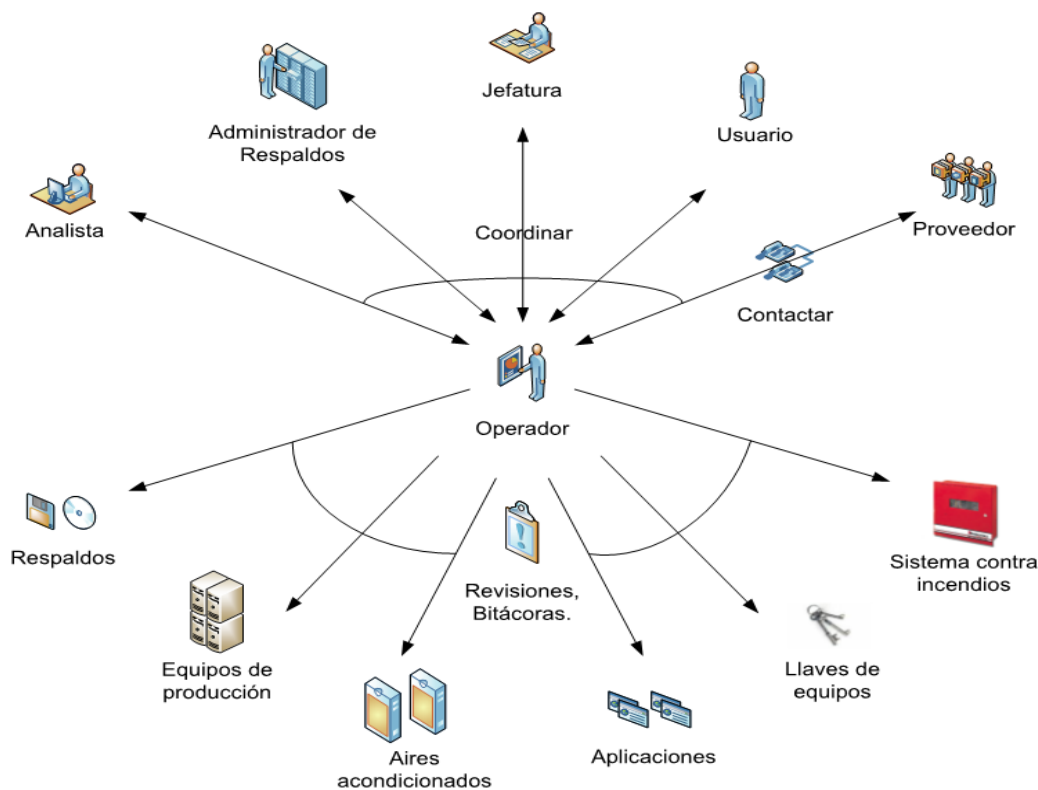 Jefatura
Administrador de
Respaldos
Usuario
Analista
Proveedor
Coordinar
Contactar
Operador
Respaldos
Revisiones,
Bitácoras.
Sistema contra
incendios
Equipos de
producción
Llaves de
equipos
Aires
acondicionados
Aplicaciones